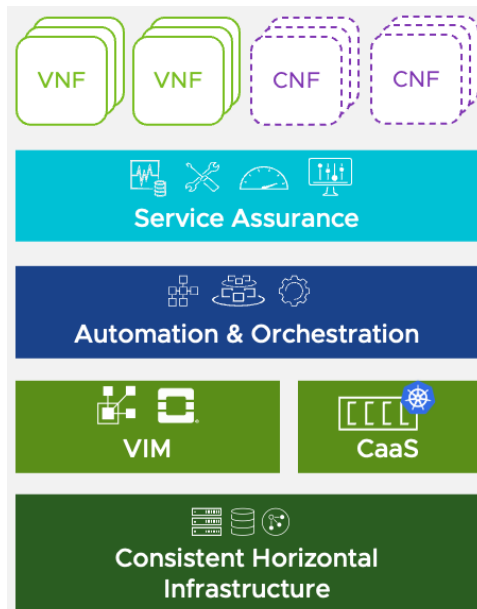 VNF
VNF
CNF
CNF
Service Assurance
Automation & Orchestration
VIM
CaaS
Consistent Horizontal
Infrastructure